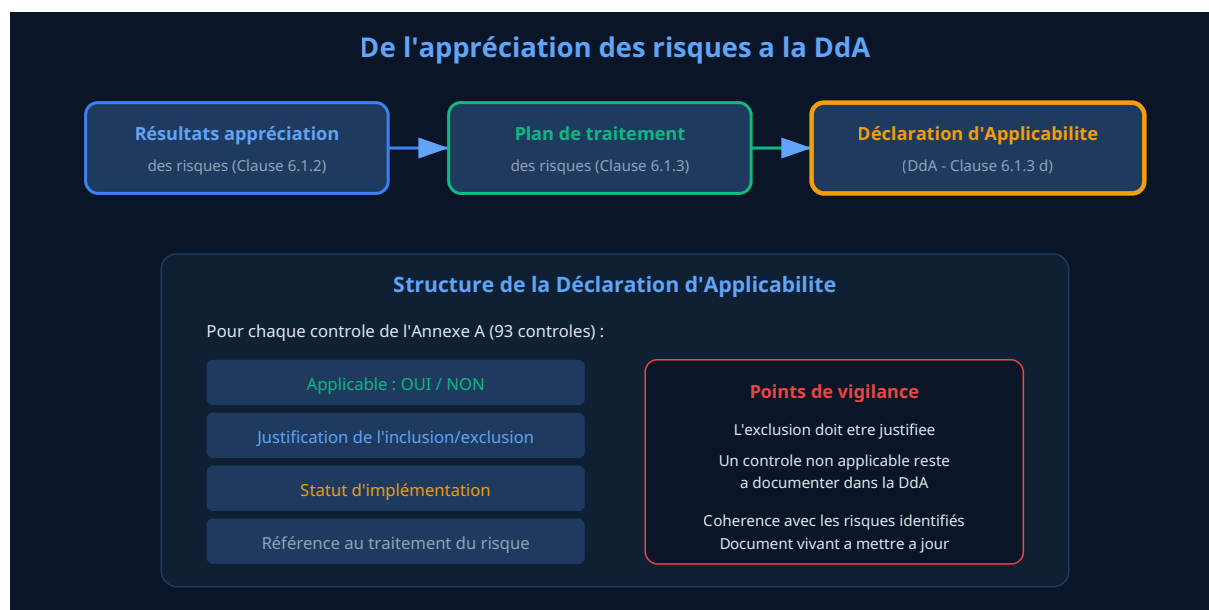 De l'appréciation des risques a la DdA
Résultats appréciation
des risques (Clause 6.1.2)
Plan de traitement
des risques (Clause 6.1.3)
Déclaration d'Applicabilite
(DdA - Clause 6.1.3 d)
Structure de la Déclaration d'Applicabilite
Pour chaque controle de l'Annexe A (93 controles) :
Applicable : OUI / NON
Justification de l'inclusion/exclusion
Statut d'implémentation
Référence au traitement du risque
Points de vigilance
L'exclusion doit etre justifiee
Un controle non applicable reste
a documenter dans la DdA
Coherence avec les risques identifiés
Document vivant a mettre a jour